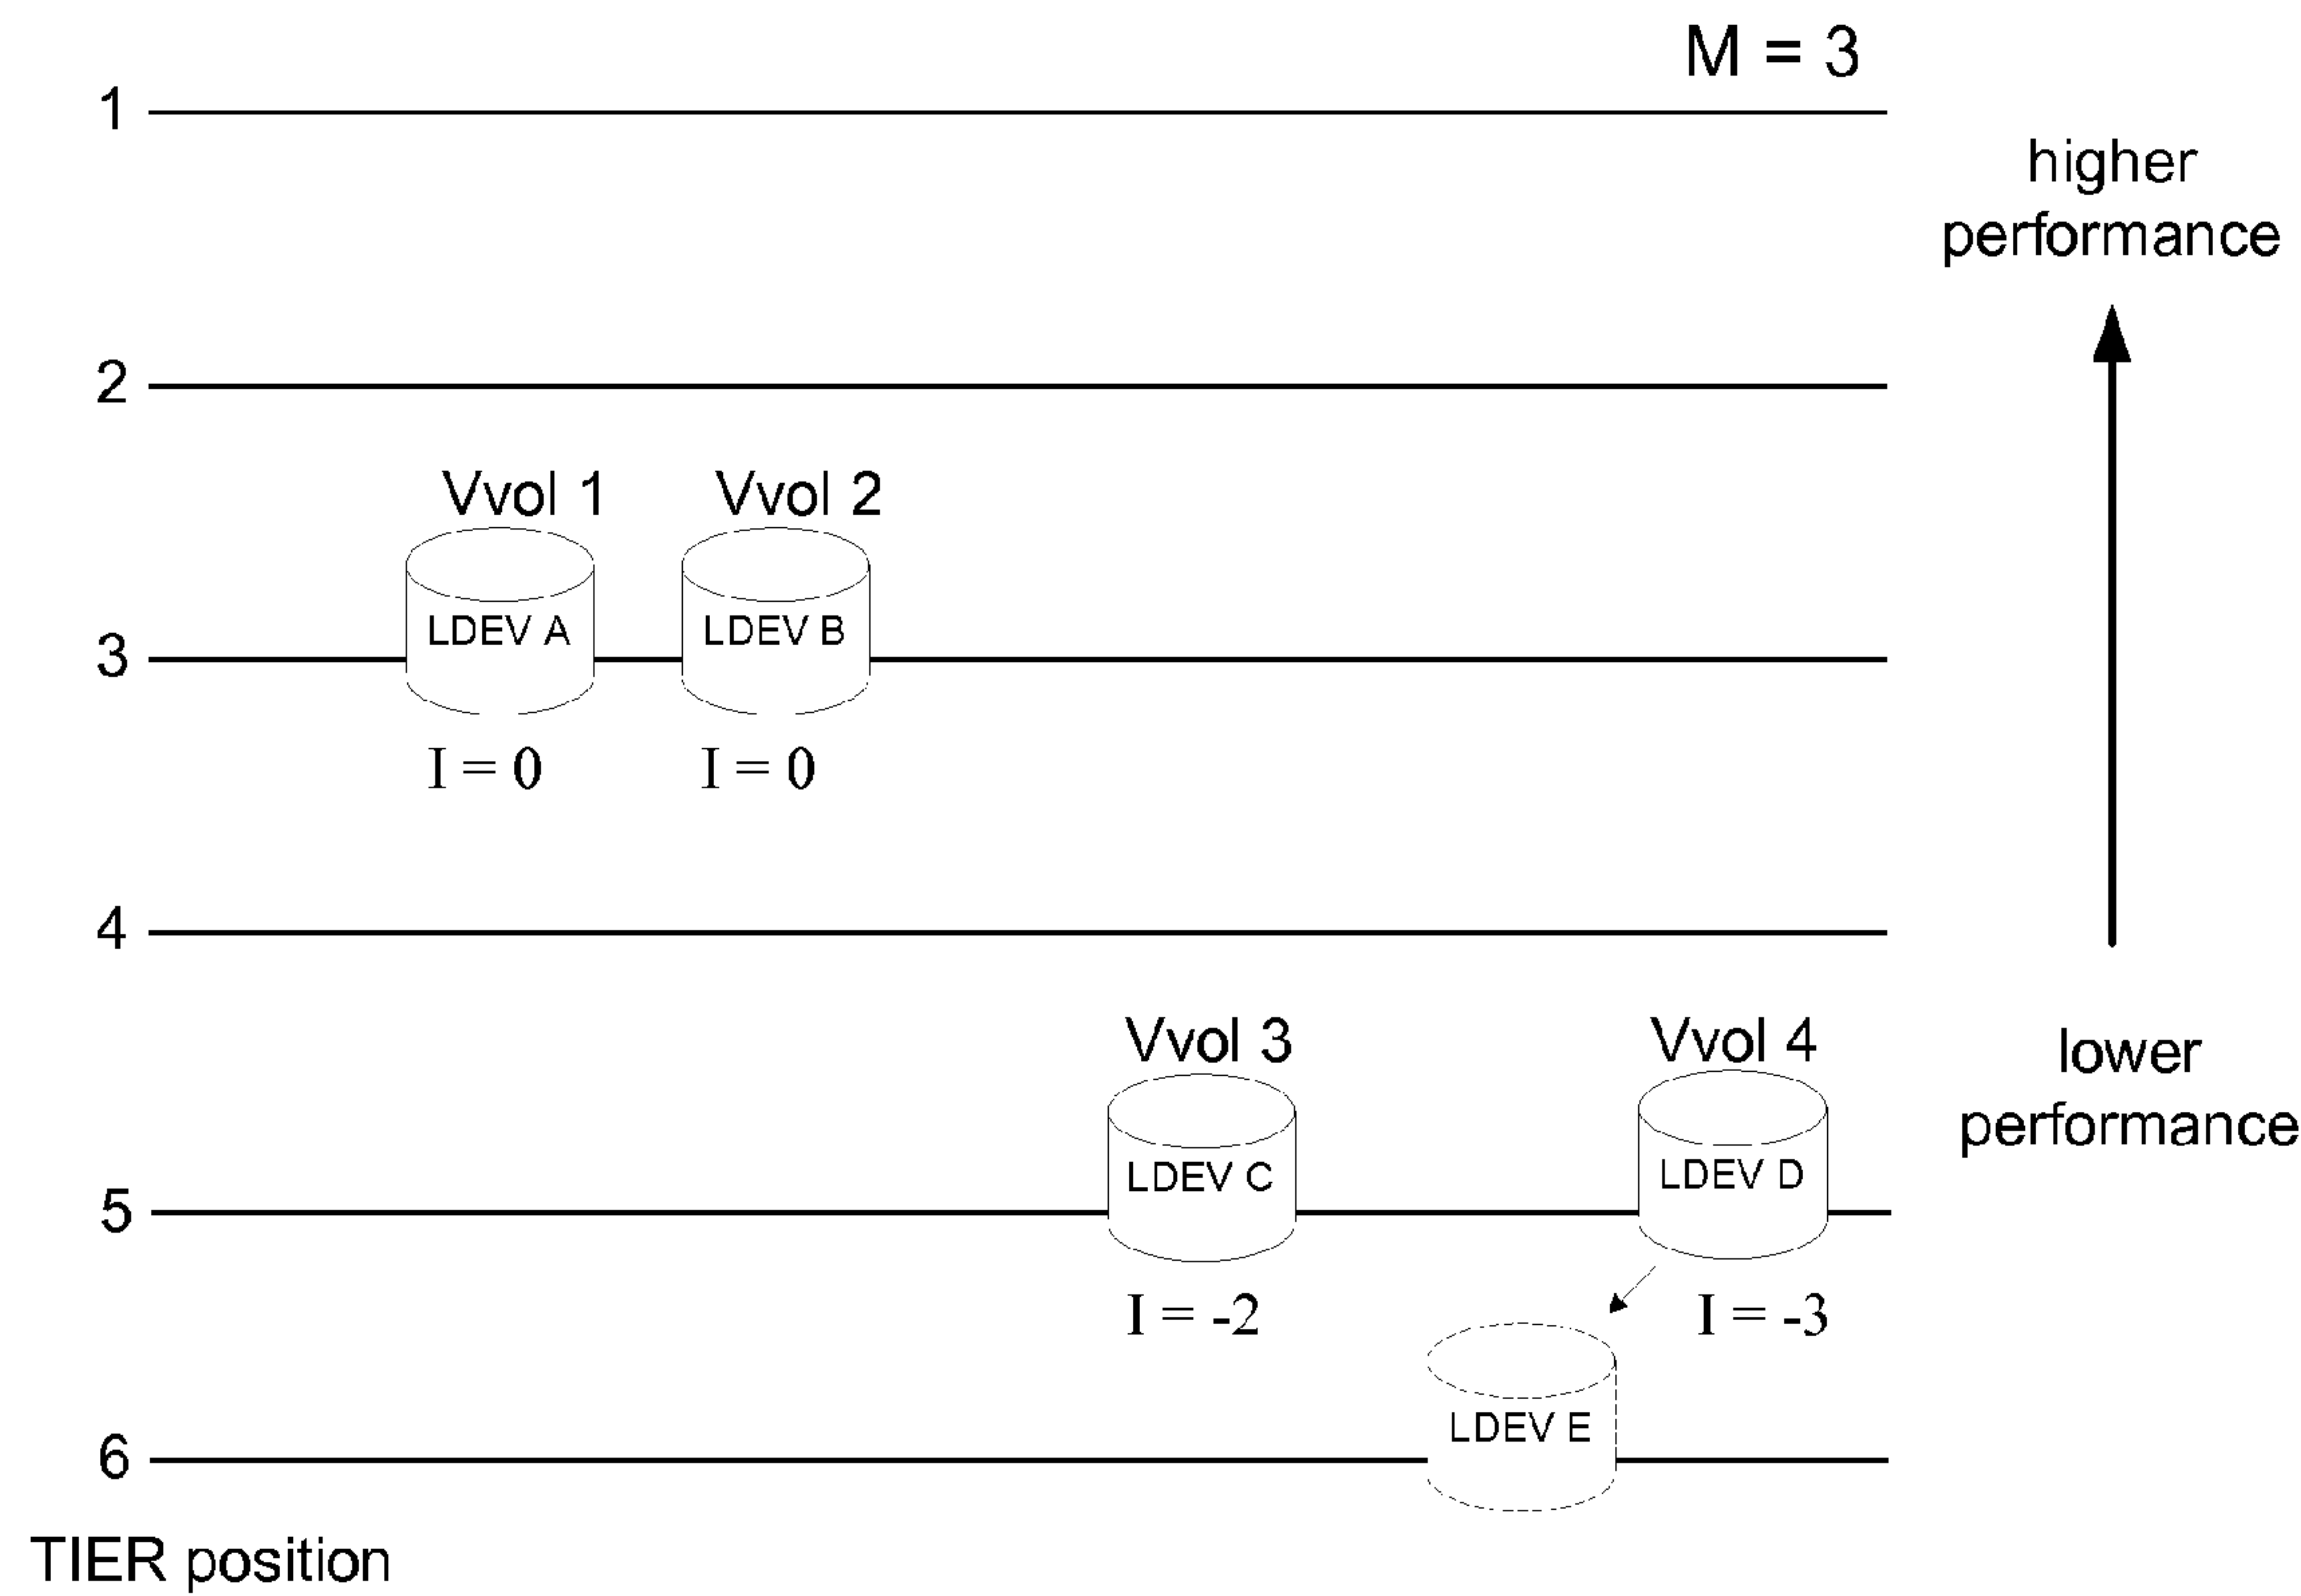 M = 3
1
higher
performance
2
Vvol 1 Vvol 2
LDEV A LDEV B
3
I = 0 I = 0
4
Vvol 3 Vvol 4
lower
performance
LDEV C LDEV D
5
I = -2 I = -3
LDEV E
6
TIER position